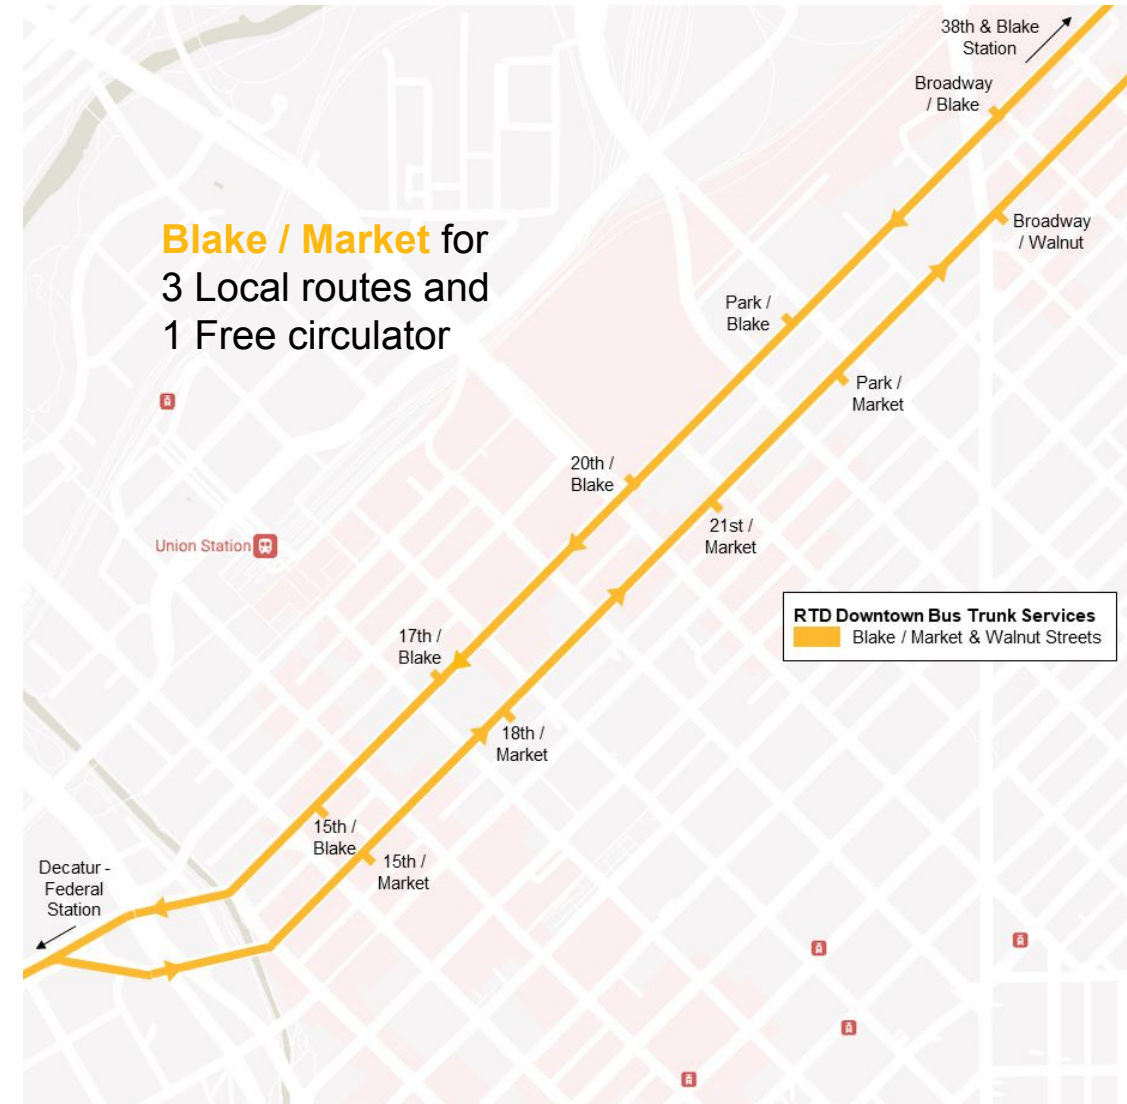 38th & Blake
Station
Broadway
/ Blake
Blake / Market for
3 Local routes and
1 Free circulator
Broadway
/ Walnut
Park /
Blake
Park /
Market
20th /
Blake
21st /
Market
Union Station
RTD Downtown Bus Trunk Services
Blake / Market & Walnut Streets
17th /
Blake
18th /
Market
15th /
Blake
15th /
Market
Decatur -
Federal
Station